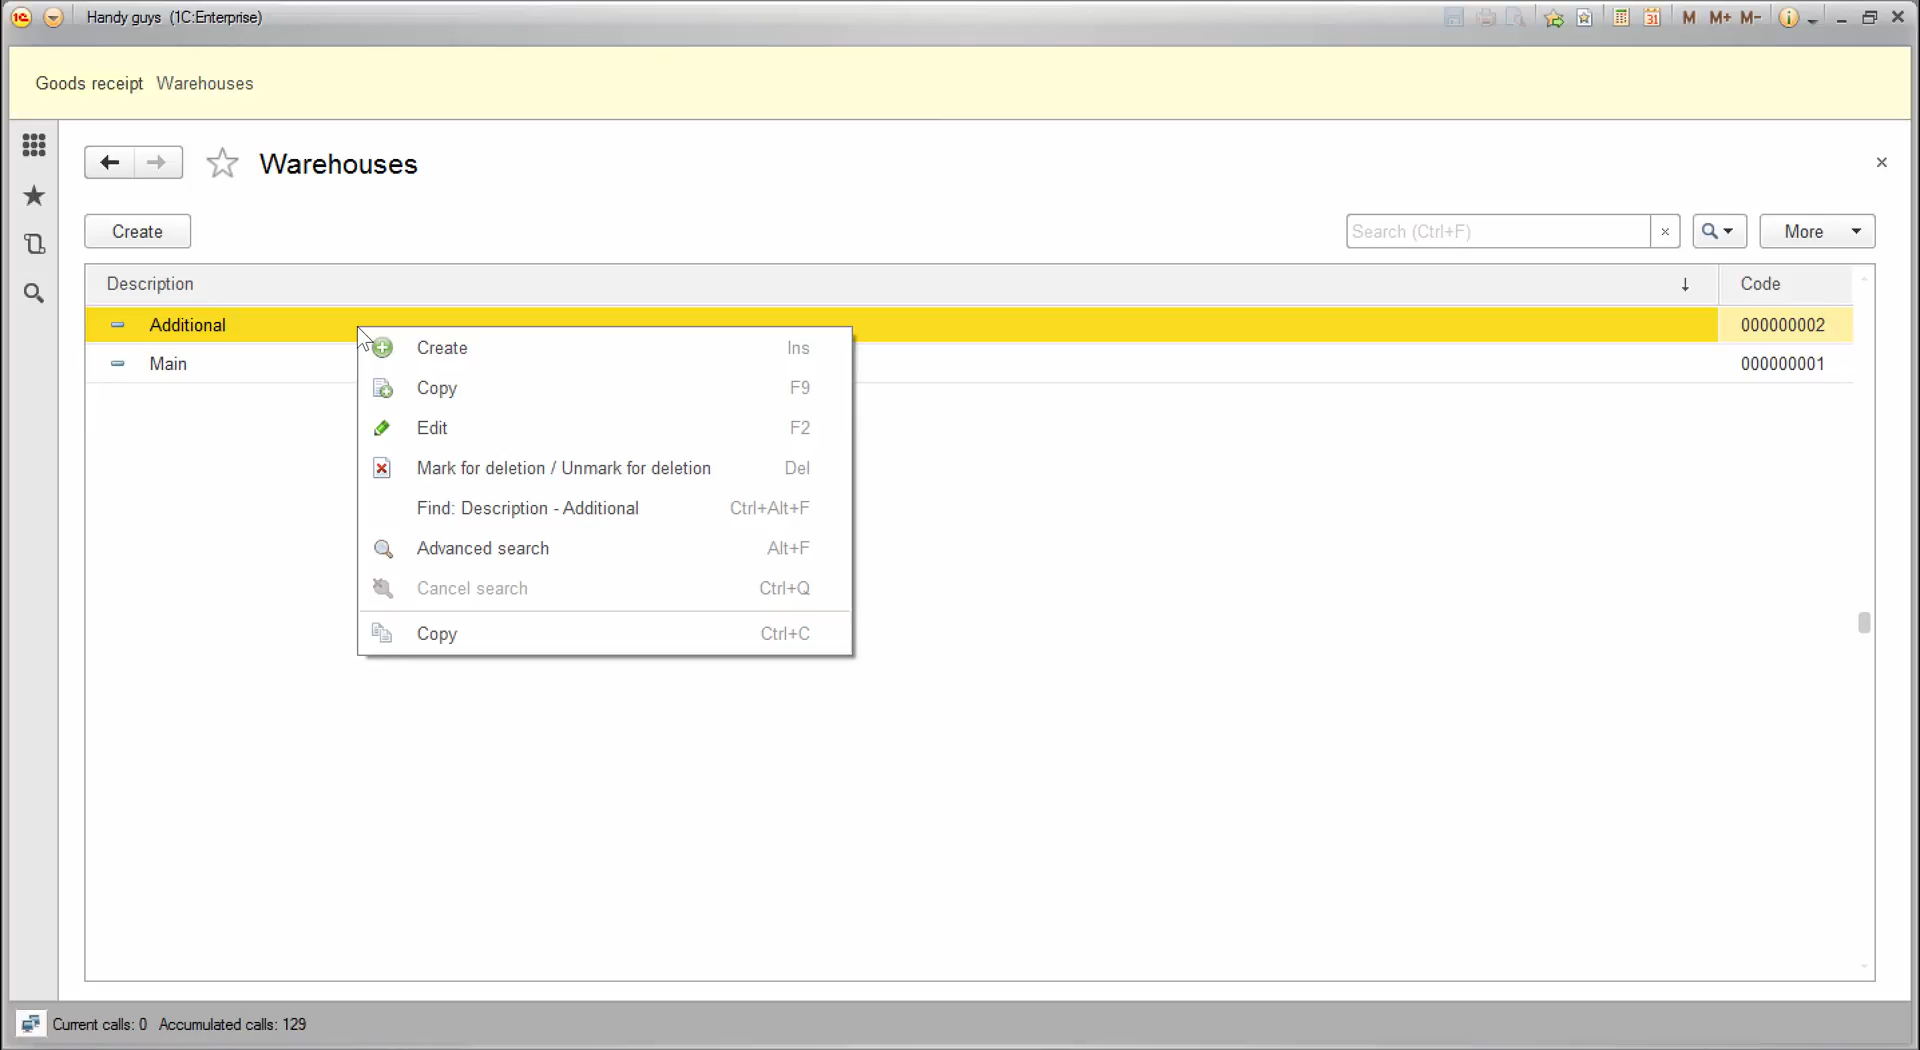 Handy guys (1C:Enterprise)
31 M M+ M-
Goods receipt Warehouses
Warehouses
Create Search (Ctrl+F) × More
Description ↓ Code
Additional 000000002
Main 000000001
Create Ins
Copy F9
Edit F2
Mark for deletion / Unmark for deletion Del
Find: Description - Additional Ctrl+Alt+F
Advanced search Alt+F
Cancel search Ctrl+Q
Copy Ctrl+C
Current calls: 0 Accumulated calls: 129